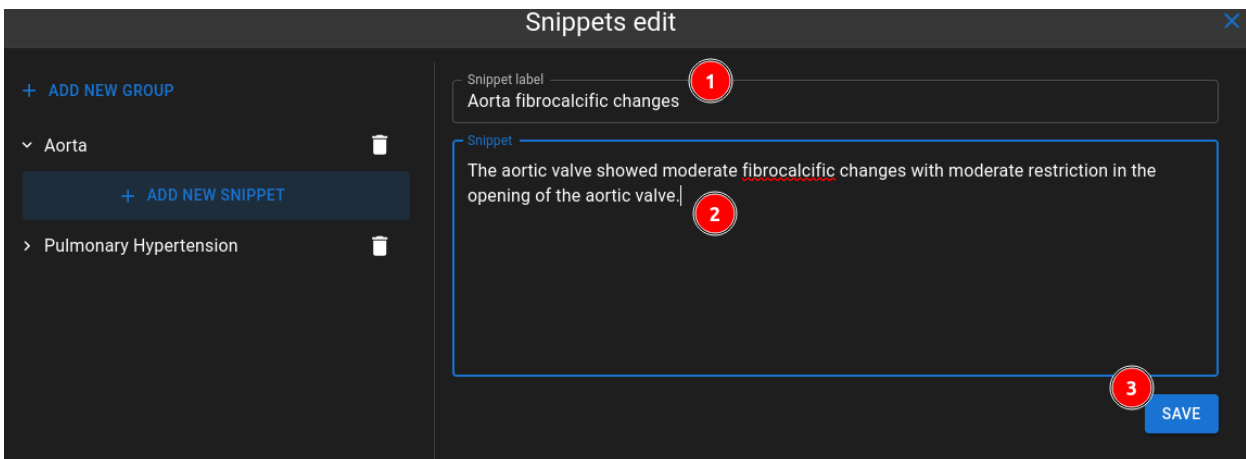 Snippets edit
+ ADD NEW GROUP
Aorta
+ ADD NEW SNIPPET
Pulmonary Hypertension
Snippet label
1
Aorta fibrocalcific changes
Snippet
The aortic valve showed moderate fibrocalcific changes with moderate restriction in the
opening of the aortic valve.
2
3
SAVE